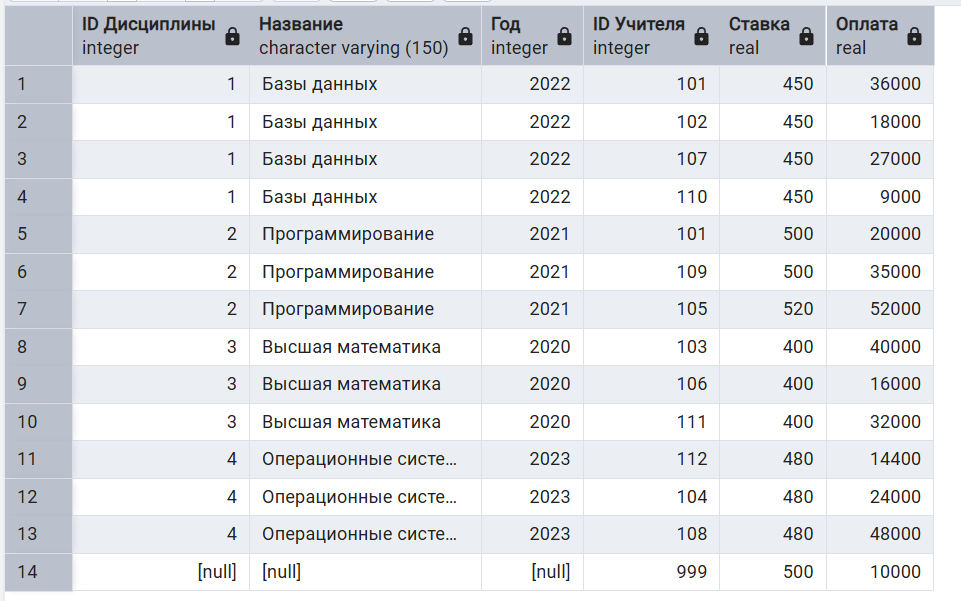 ID Дисциплины Название Год ID Учителя Ставка Оплата
integer character varying (150) integer integer real real
1 1 Базы данных 2022 101 450 36000
2 1 Базы данных 2022 102 450 18000
3 1 Базы данных 2022 107 450 27000
4 1 Базы данных 2022 110 450 9000
5 2 Программирование 2021 101 500 20000
6 2 Программирование 2021 109 500 35000
7 2 Программирование 2021 105 520 52000
8 3 Высшая математика 2020 103 400 40000
9 3 Высшая математика 2020 106 400 16000
10 3 Высшая математика 2020 111 400 32000
11 4 Операционные систе... 2023 112 480 14400
12 4 Операционные систе... 2023 104 480 24000
13 4 Операционные систе... 2023 108 480 48000
14 [null] [null] [null] 999 500 10000